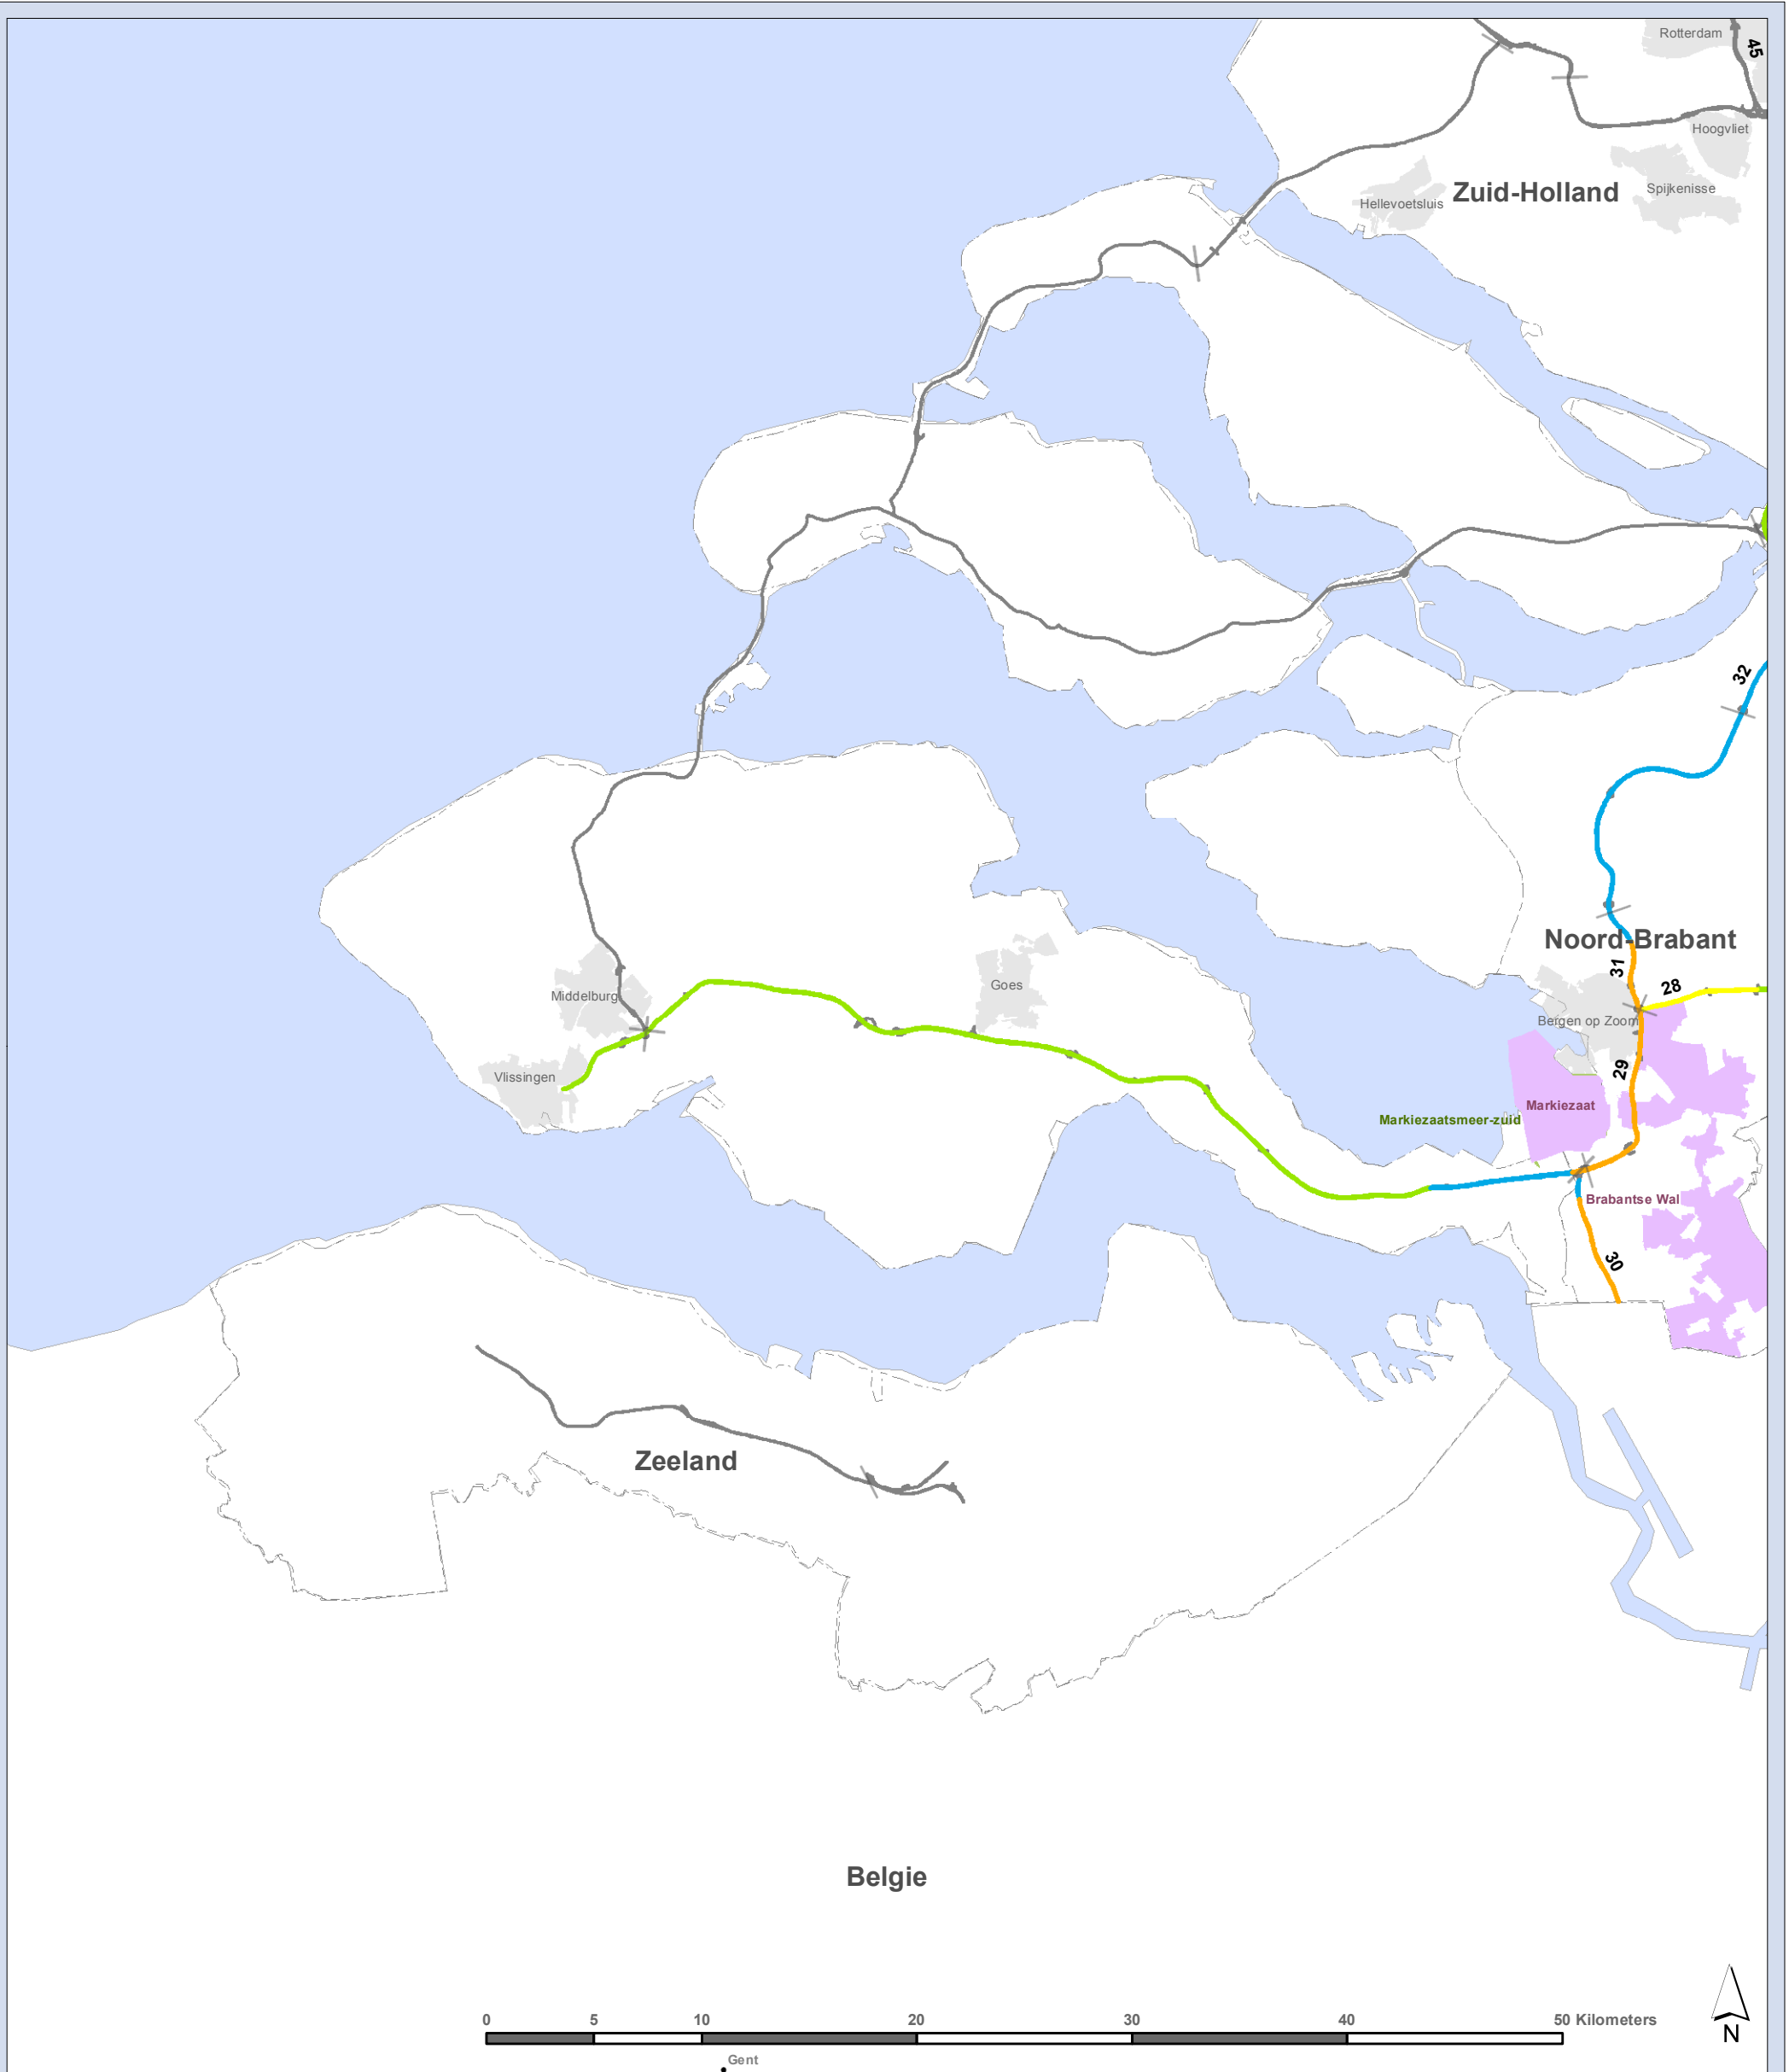 Rotterdam
45
Hoogvliet
Spijkenisse
Zuid-Holland
Hellevoetsluis
32
Noord-Brabant
31
28
Goes
Middelburg
Bergen op Zoom
29
Vlissingen
Markiezaat
Markiezaatsmeer-zuid
Brabantse Wal
30
Zeeland
Belgie
0 5 10 20 30 40 50 Kilometers
N
Gent